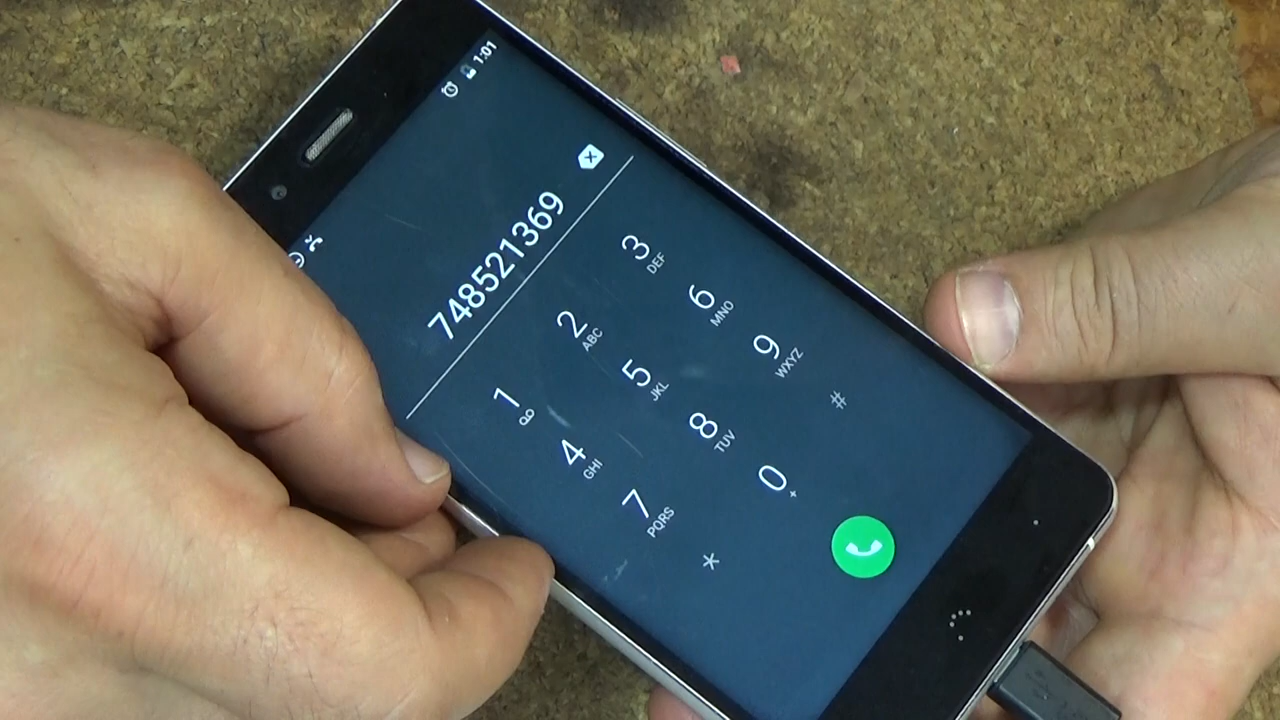 1:01
748521369
1 2 3
ABC DEF
4 5 6
GHI JKL MNO
7 8 9
PQRS TUV WXYZ
* 0 #
+